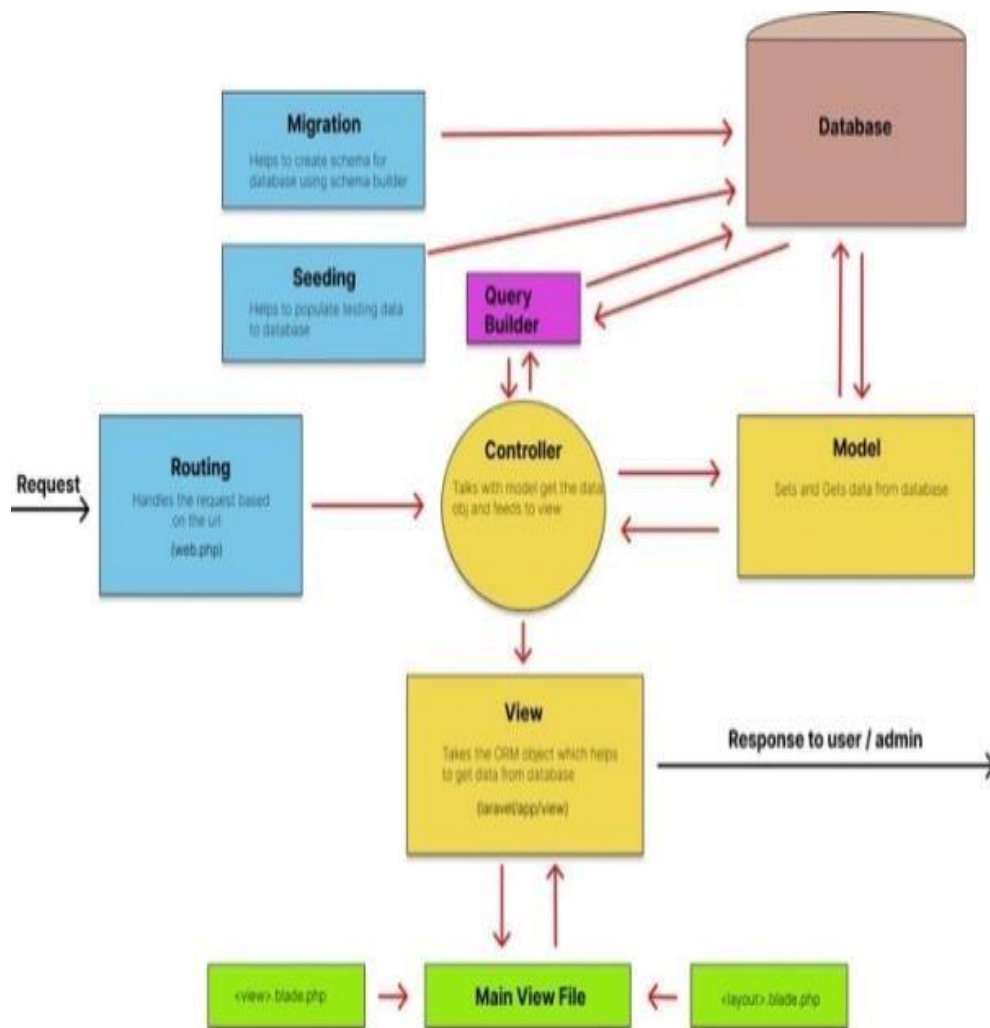 Migration
Helps to create schema for
database using schema builder
Database
Seeding
Helps to populate testing data
to database
Query
Builder
Request
Routing
Handles the request based
on the url
(web.php)
Controller
Talks with model get the data
obj and feeds to view
Model
Sets and Gets data from database
View
Takes the ORM object which helps
to get data from database
(laravel/app/view)
Response to user / admin
<view>.blade.php
Main View File
<layout>.blade.php